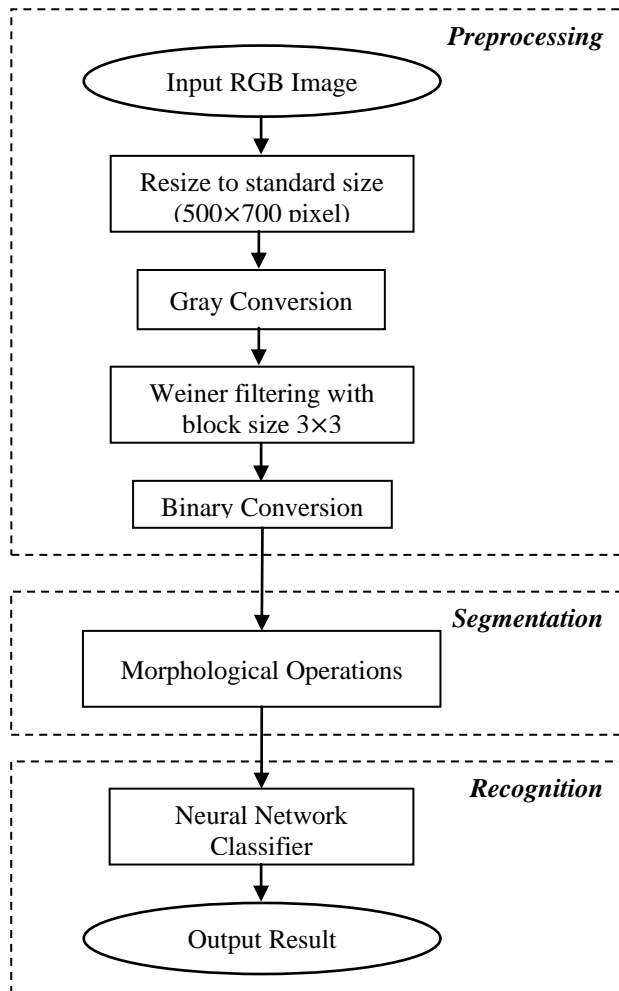 Preprocessing
Input RGB Image
Resize to standard size
(500×700 pixel)
Gray Conversion
Weiner filtering with
block size 3×3
Binary Conversion
Segmentation
Morphological Operations
Recognition
Neural Network
Classifier
Output Result